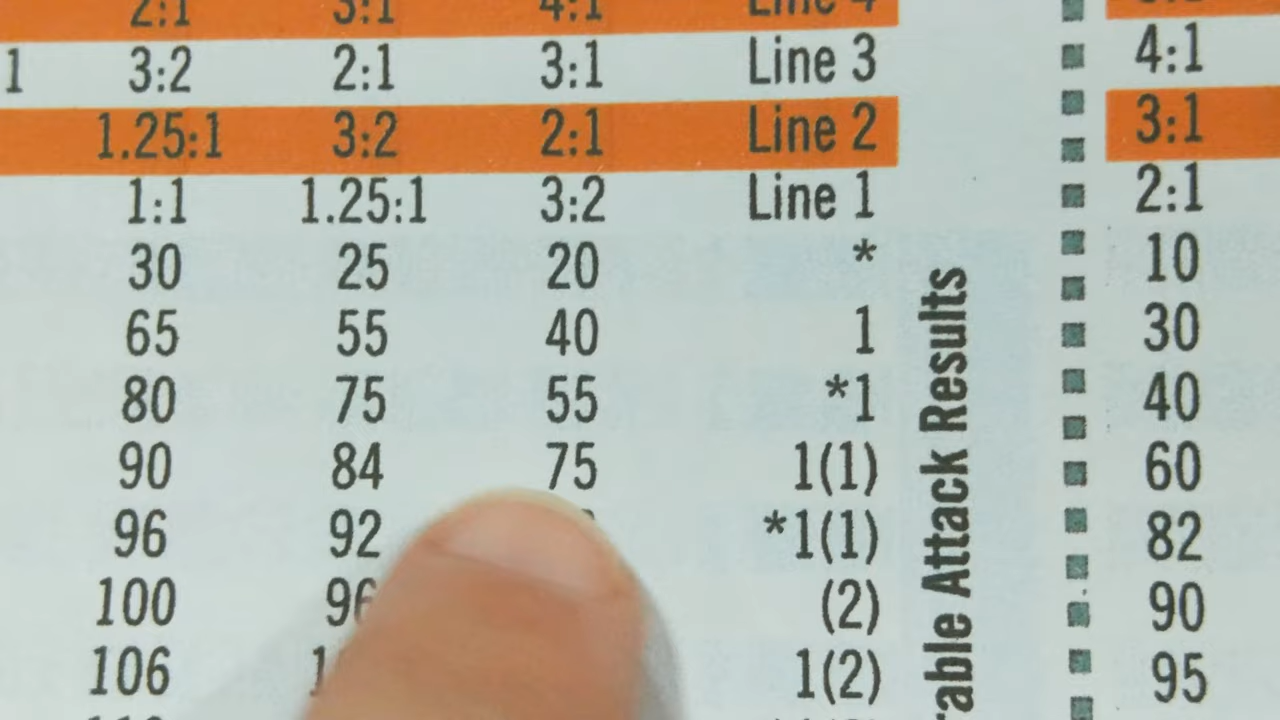 2:1 3:1 4:1 Line 4
1 3:2 2:1 3:1 Line 3 4:1
1.25:1 3:2 2:1 Line 2 3:1
1:1 1.25:1 3:2 Line 1 2:1
30 25 20 * 10
65 55 40 1 30
80 75 55 *1 40
90 84 75 1(1) 60
96 92 *1(1) 82
100 96 (2) 90
106 1(2) 95
Attack Results